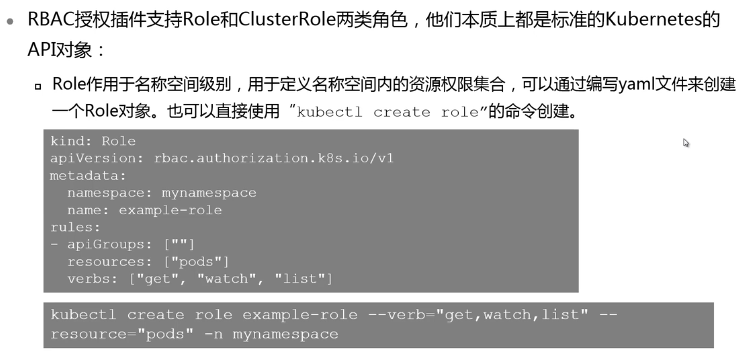 RBAC授权插件支持Role和ClusterRole两类角色，他们本质上都是标准的Kubernetes的
API对象：
Role作用于名称空间级别，用于定义名称空间内的资源权限集合，可以通过编写yaml文件来创建
一个Role对象。也可以直接使用“kubectl create role”的命令创建。
kind: Role
apiVersion: rbac.authorization.k8s.io/v1
metadata:
  namespace: mynamespace
  name: example-role
rules:
- apiGroups: [""]
  resources: ["pods"]
  verbs: ["get", "watch", "list"]
kubectl create role example-role --verb="get,watch,list" --
resource="pods" -n mynamespace